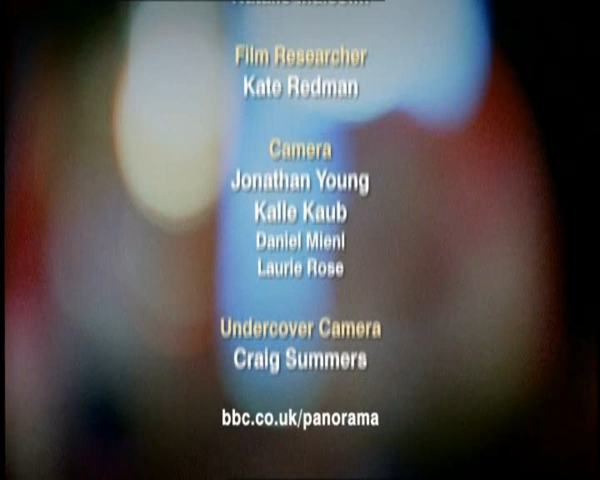 Film Researcher
Kate Redman
Camera
Jonathan Young
Kalle Kaub
Daniel Mienl
Laurie Rose
Undercover Camera
Craig Summers
bbc.co.uk/panorama